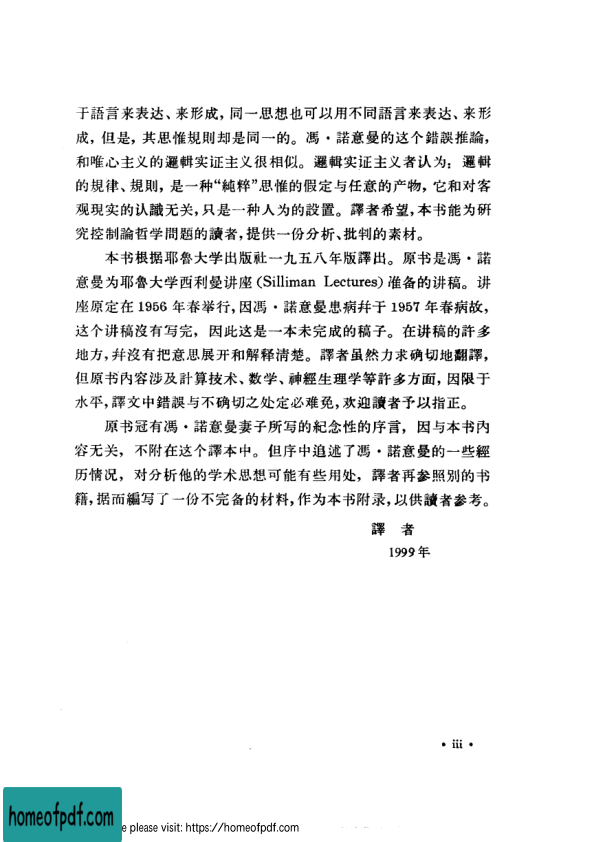 于語言来表达、来形成，同一思想也可以用不同語言来表达、来形
成，但是，其思惟規則却是同一的。馮·諾意曼的这个錯誤推論，
和唯心主义的邏輯实证主义很相似。邏輯实证主义者认为：邏輯
的規律、規則，是一种“純粹”思惟的假定与任意的产物，它和对客
观現实的认識无关，只是一种人为的設置。譯者希望，本书能为研
究控制論哲学問題的讀者，提供一份分析、批判的素材。
本书根据耶魯大学出版社一九五八年版譯出。原书是馮·諾
意曼为耶魯大学西利曼讲座 (Silliman Lectures) 准备的讲稿。讲
座原定在 1956 年春举行，因馮·諾意曼患病幷于 1957 年春病故，
这个讲稿沒有写完，因此这是一本未完成的稿子。在讲稿的許多
地方，幷沒有把意思展开和解释清楚。譯者虽然力求确切地翻譯，
但原书内容涉及計算技术、数学、神經生理学等許多方面，因限于
水平，譯文中錯誤与不确切之处定必难免，欢迎讀者予以指正。
原书冠有馮·諾意曼妻子所写的紀念性的序言，因与本书内
容无关，不附在这个譯本中。但序中追述了馮·諾意曼的一些經
历情况，对分析他的学术思想可能有些用处，譯者再参照别的书
籍，据而編写了一份不完备的材料，作为本书附录，以供讀者参考。
譯 者
1999 年
· iii ·
homeofpdf.com
e please visit: https://homeofpdf.com